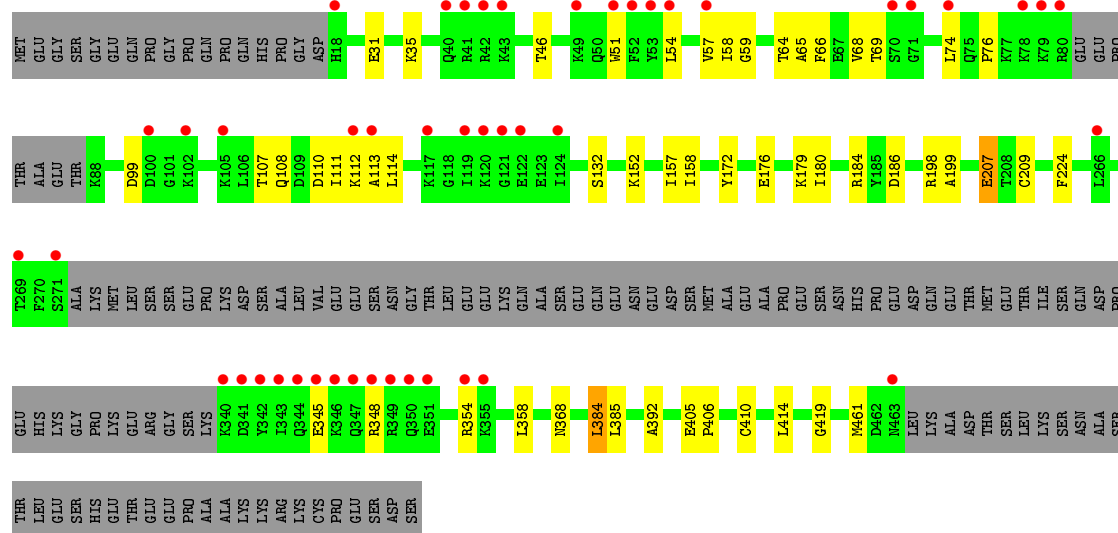 MET GLU GLY SER GLY GLU GLN PRO GLY PRO GLN PRO GLN HIS PRO GLY ASP H18 E31 K35 Q40 R41 R42 K43 T46 K49 Q50 W51 F52 Y53 L54 V57 I58 G59 T64 A65 F66 E67 V68 T69 S70 G71 L74 Q75 P76 K77 K78 K79 R80 GLU GLU PRO
THR ALA GLU THR K88 D99 D100 G101 K102 K105 L106 T107 Q108 D109 D110 I111 K112 A113 L114 K117 G118 I119 K120 G121 E122 E123 I124 S132 K152 I157 I158 Y172 E176 K179 I180 R184 Y185 D186 R198 A199 E207 T208 C209 F224 L266
T269 F270 S271 ALA LYS MET LEU SER SER GLU PRO LYS ASP SER ALA LEU VAL GLU GLU SER ASN GLY THR LEU GLU GLU LYS GLN ALA SER GLU GLN GLU ASN GLU ASP SER MET ALA GLU ALA PRO GLU SER ASN HIS PRO GLU ASP GLN GLU THR MET GLU THR ILE SER GLN ASP PRO
GLU HIS LYS GLY PRO LYS GLU ARG GLY SER LYS K340 D341 Y342 I343 Q344 E345 K346 Q347 R348 R349 Q350 E351 R354 K355 L358 N368 L384 L385 A392 E405 P406 C410 L414 G419 M461 D462 N463 LEU LYS ALA ASP THR SER LEU LYS SER ASN ALA SER
THR LEU GLU SER HIS GLU THR GLU GLU PRO ALA ALA LYS LYS ARG LYS CYS PRO GLU SER ASP SER